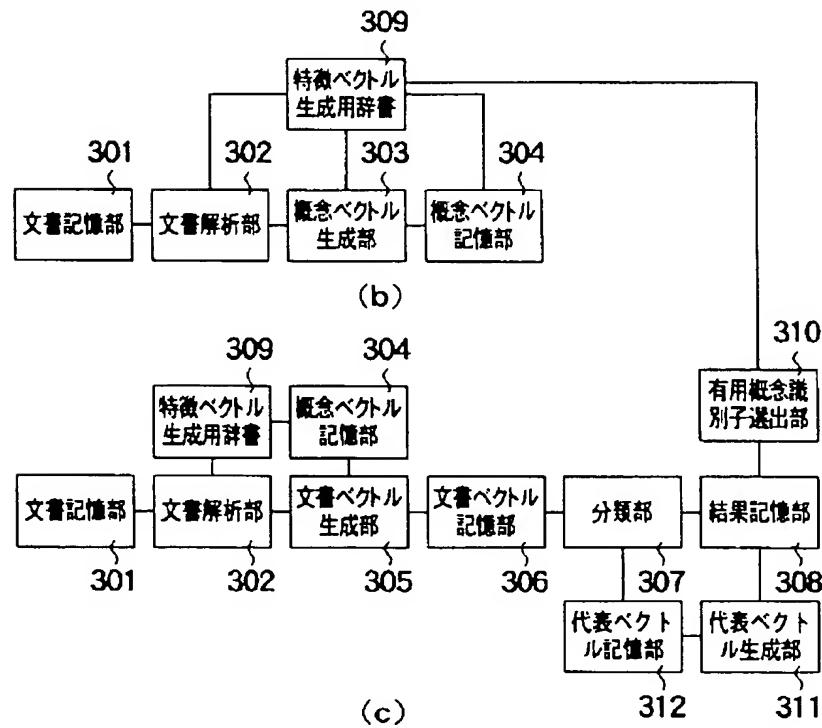 309
特徴ベクトル
生成用辞書
301
302
303
304
文書記憶部
文書解析部
概念ベクトル
生成部
概念ベクトル
記憶部
(b)
309
304
310
特徴ベクトル
生成用辞書
概念ベクトル
記憶部
有用概念識
別子選出部
文書記憶部
文書解析部
文書ベクトル
生成部
文書ベクトル
記憶部
分類部
結果記憶部
301
302
305
306
307
308
代表ベクト
ル記憶部
代表ベクト
ル生成部
312
311
(c)